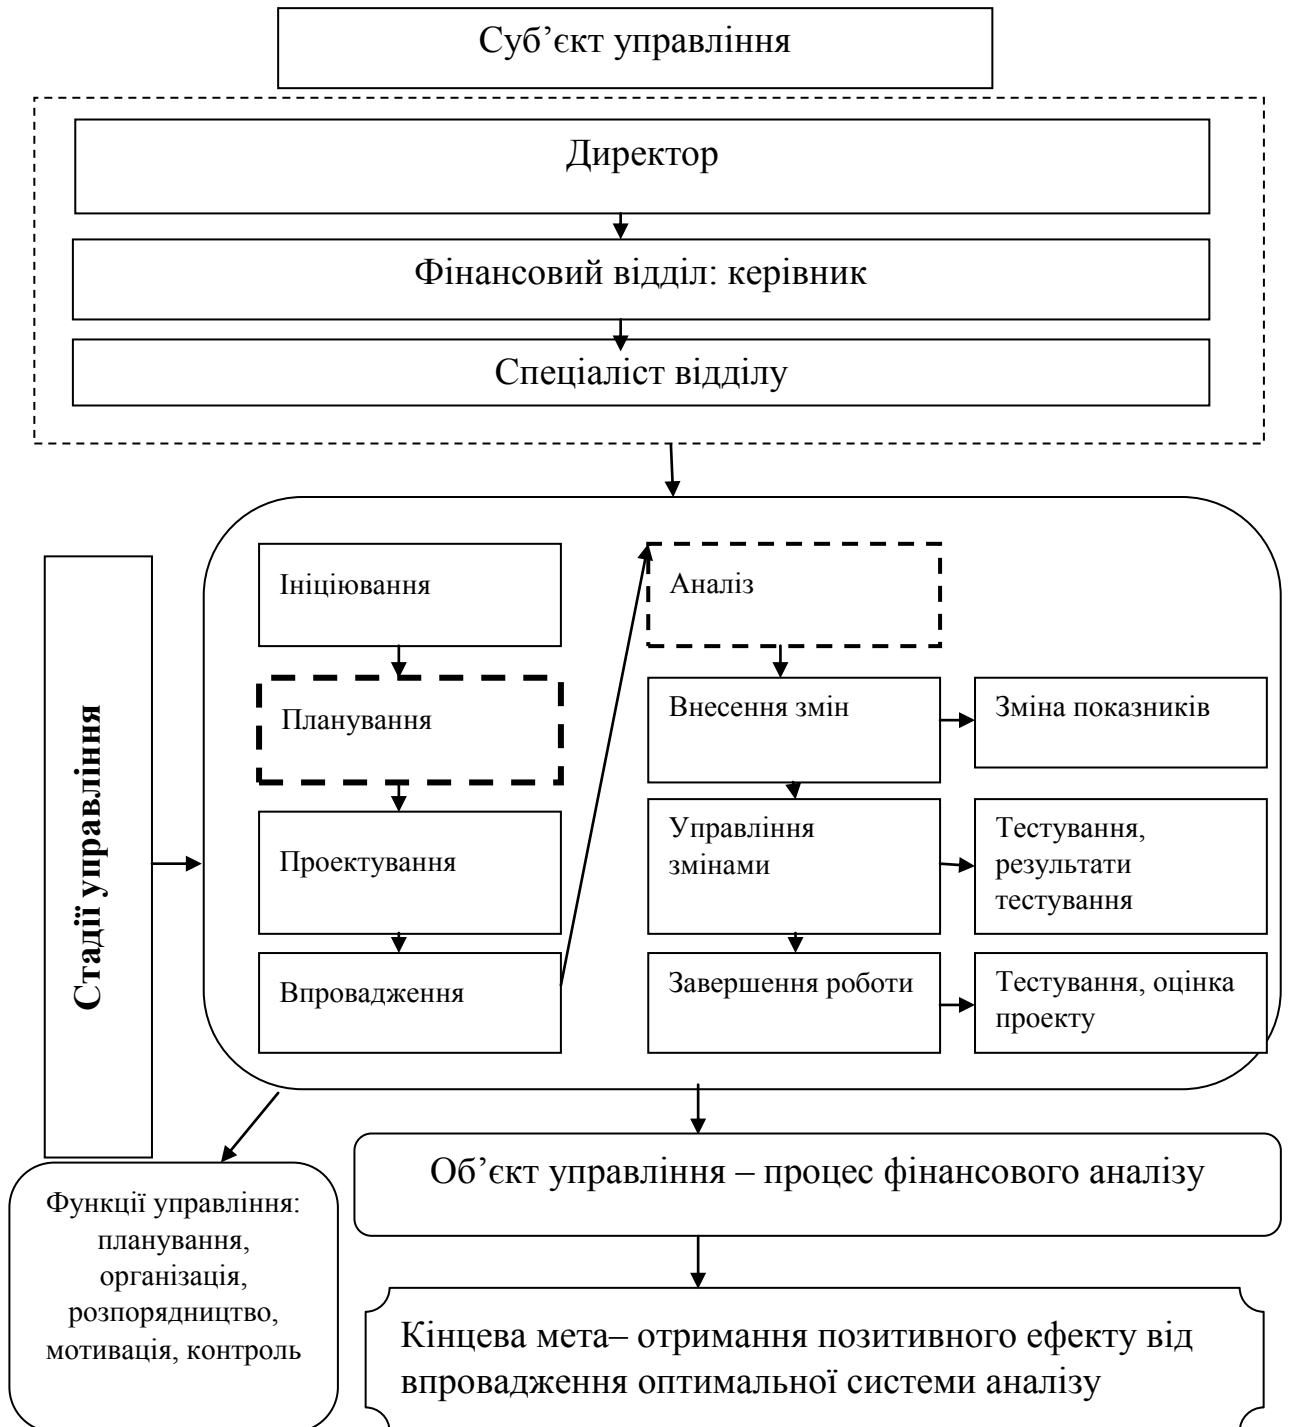 Суб’єкт управління
Директор
Фінансовий відділ: керівник
Спеціаліст відділу
Стадії управління
Ініціювання
Планування
Проектування
Впровадження
Аналіз
Внесення змін
Зміна показників
Управління
змінами
Тестування,
результати
тестування
Завершення роботи
Тестування, оцінка
проекту
Функції управління:
планування,
організація,
розпорядництво,
мотивація, контроль
Об’єкт управління – процес фінансового аналізу
Кінцева мета– отримання позитивного ефекту від
впровадження оптимальної системи аналізу